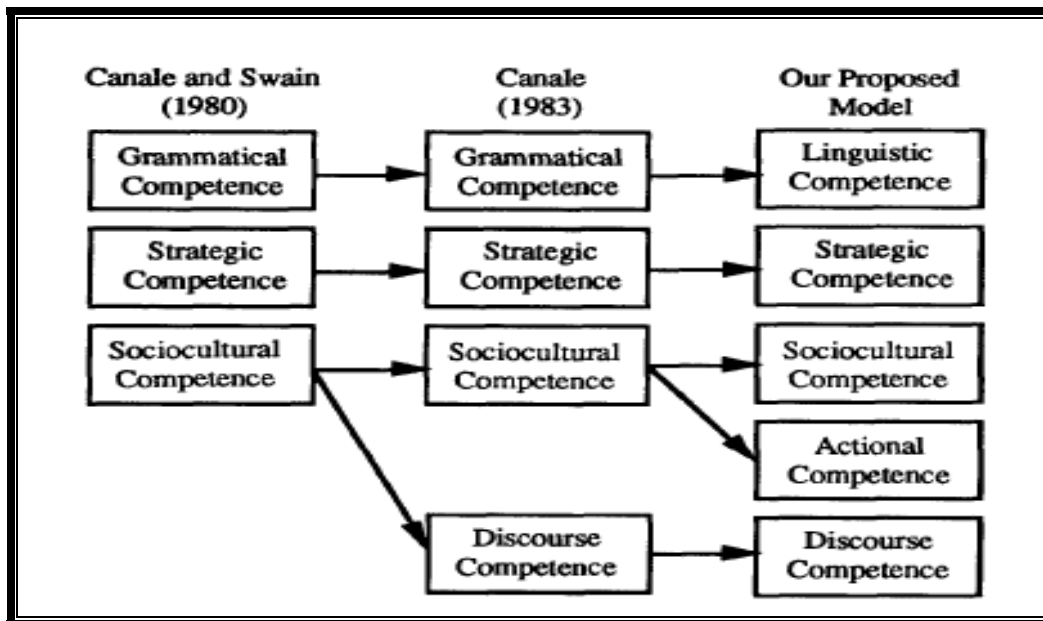 Canale and Swain
(1980)
Canale
(1983)
Our Proposed
Model
Grammatical
Competence
Grammatical
Competence
Linguistic
Competence
Strategic
Competence
Strategic
Competence
Strategic
Competence
Sociocultural
Competence
Sociocultural
Competence
Sociocultural
Competence
Actional
Competence
Discourse
Competence
Discourse
Competence